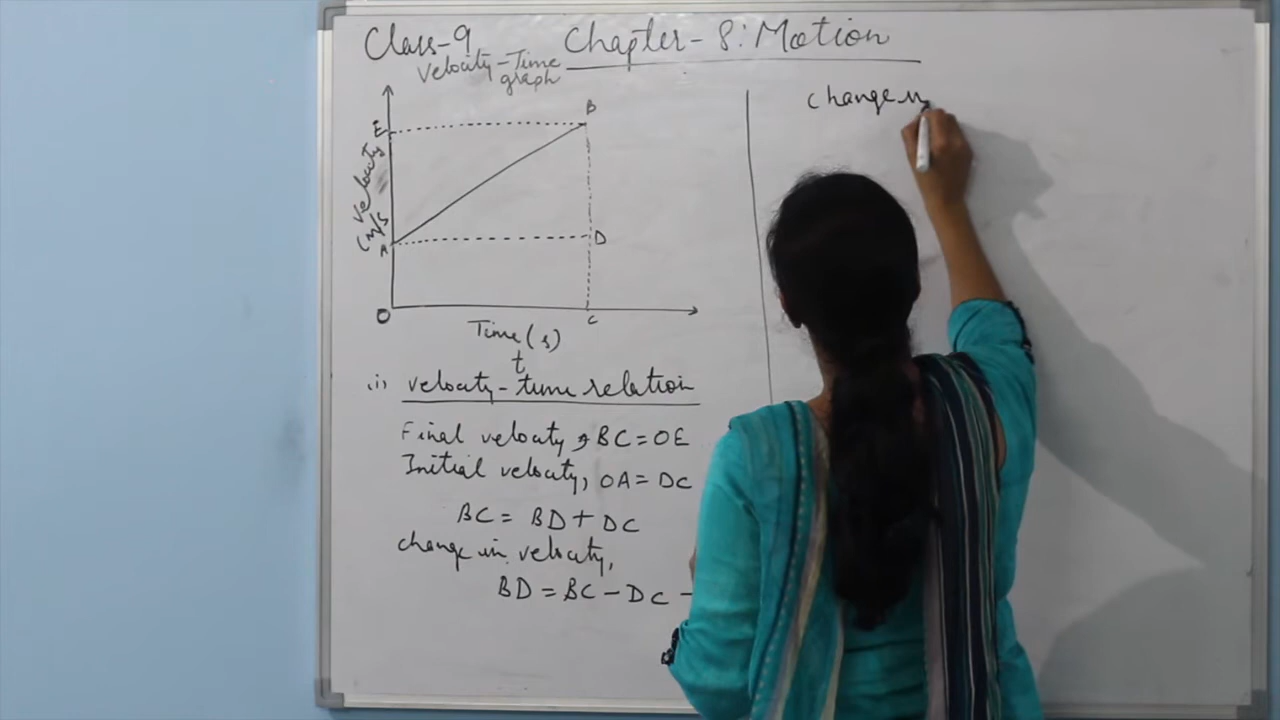 Class-9
Chapter-8: Motion
Velocity-Time
graph
E
B
Velocity
(m/s
A
D
O
C
Time(s)
t
(i) velocity-time relation
Final velocity, BC=OE
Initial velocity, OA=DC
BC=BD+DC
change in velocity,
BD=BC-DC-
change